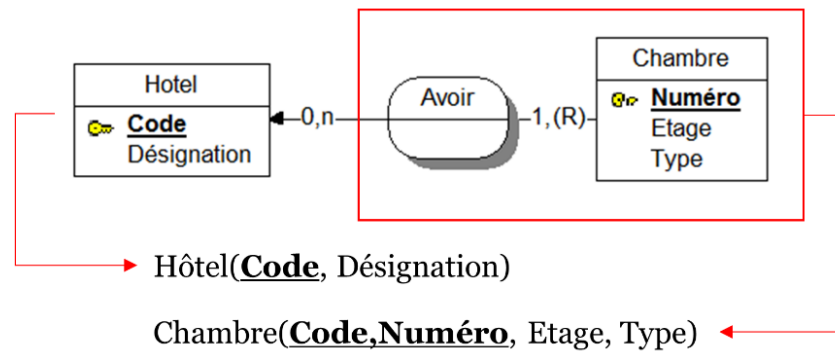 Hotel
Code
Désignation
0,n
Avoir
1,(R)
Chambre
Numéro
Etage
Type
Hôtel(Code, Désignation)
Chambre(Code,Numéro, Etage, Type)